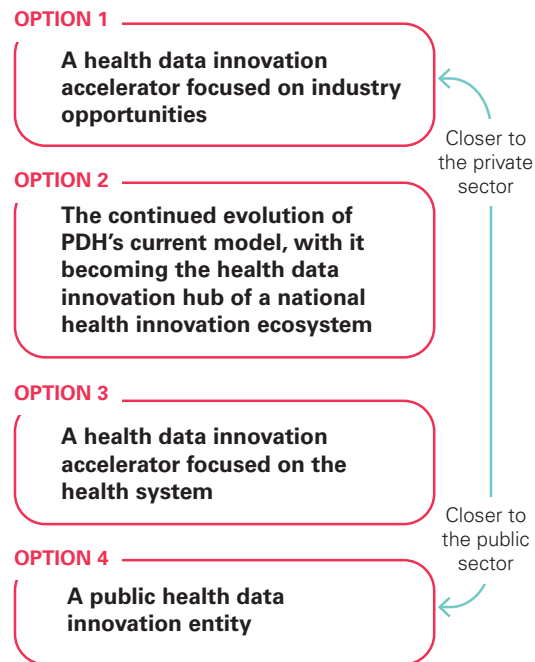 OPTION 1
A health data innovation
accelerator focused on industry
opportunities
Closer to
the private
sector
OPTION 2
The continued evolution of
PDH’s current model, with it
becoming the health data
innovation hub of a national
health innovation ecosystem
OPTION 3
A health data innovation
accelerator focused on the
health system
Closer to
the public
sector
OPTION 4
A public health data
innovation entity